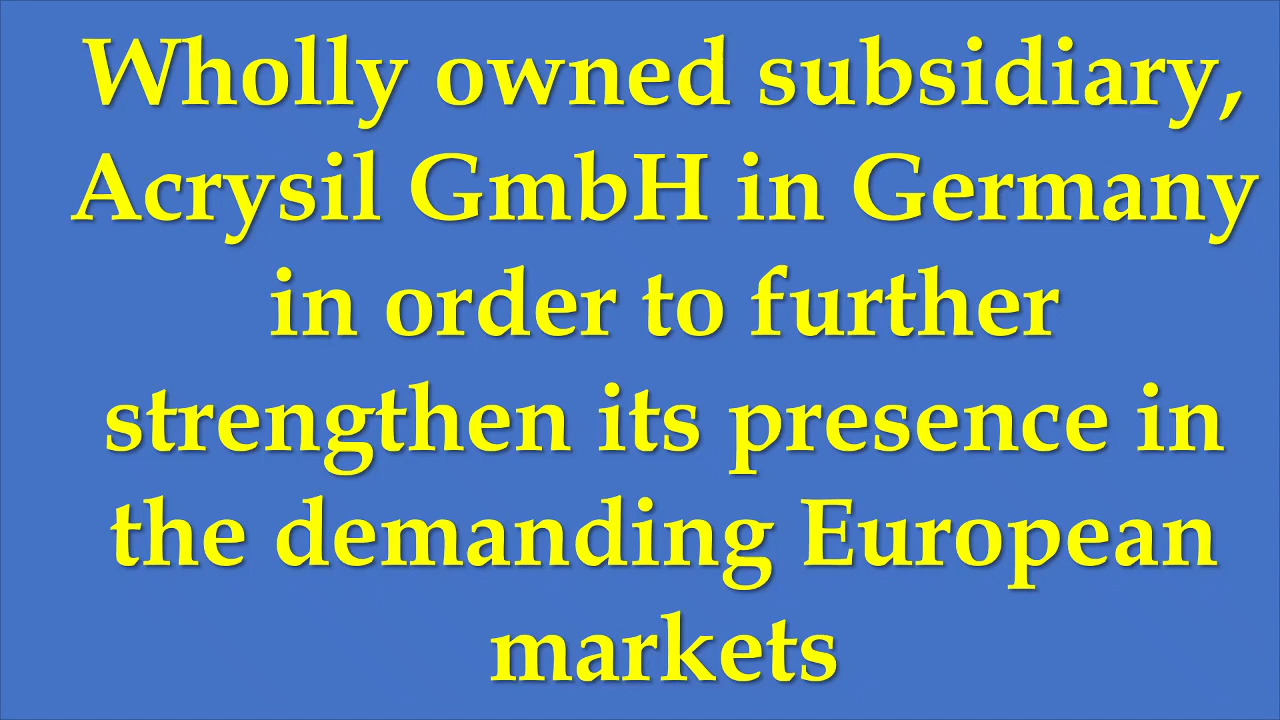 Wholly owned subsidiary,
Acrysil GmbH in Germany
in order to further
strengthen its presence in
the demanding European
markets